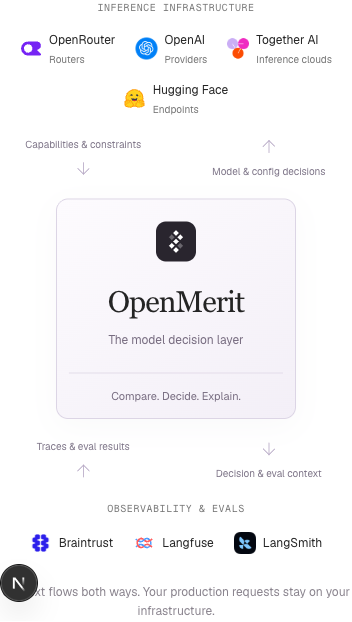 INFERENCE INFRASTRUCTURE
OpenRouter
Routers
OpenAI
Providers
Together AI
Inference clouds
Hugging Face
Endpoints
Capabilities & constraints
Model & config decisions
OpenMerit
The model decision layer
Compare. Decide. Explain.
Traces & eval results
Decision & eval context
OBSERVABILITY & EVALS
Braintrust
Langfuse
LangSmith
N
flows both ways. Your production requests stay on your
infrastructure.